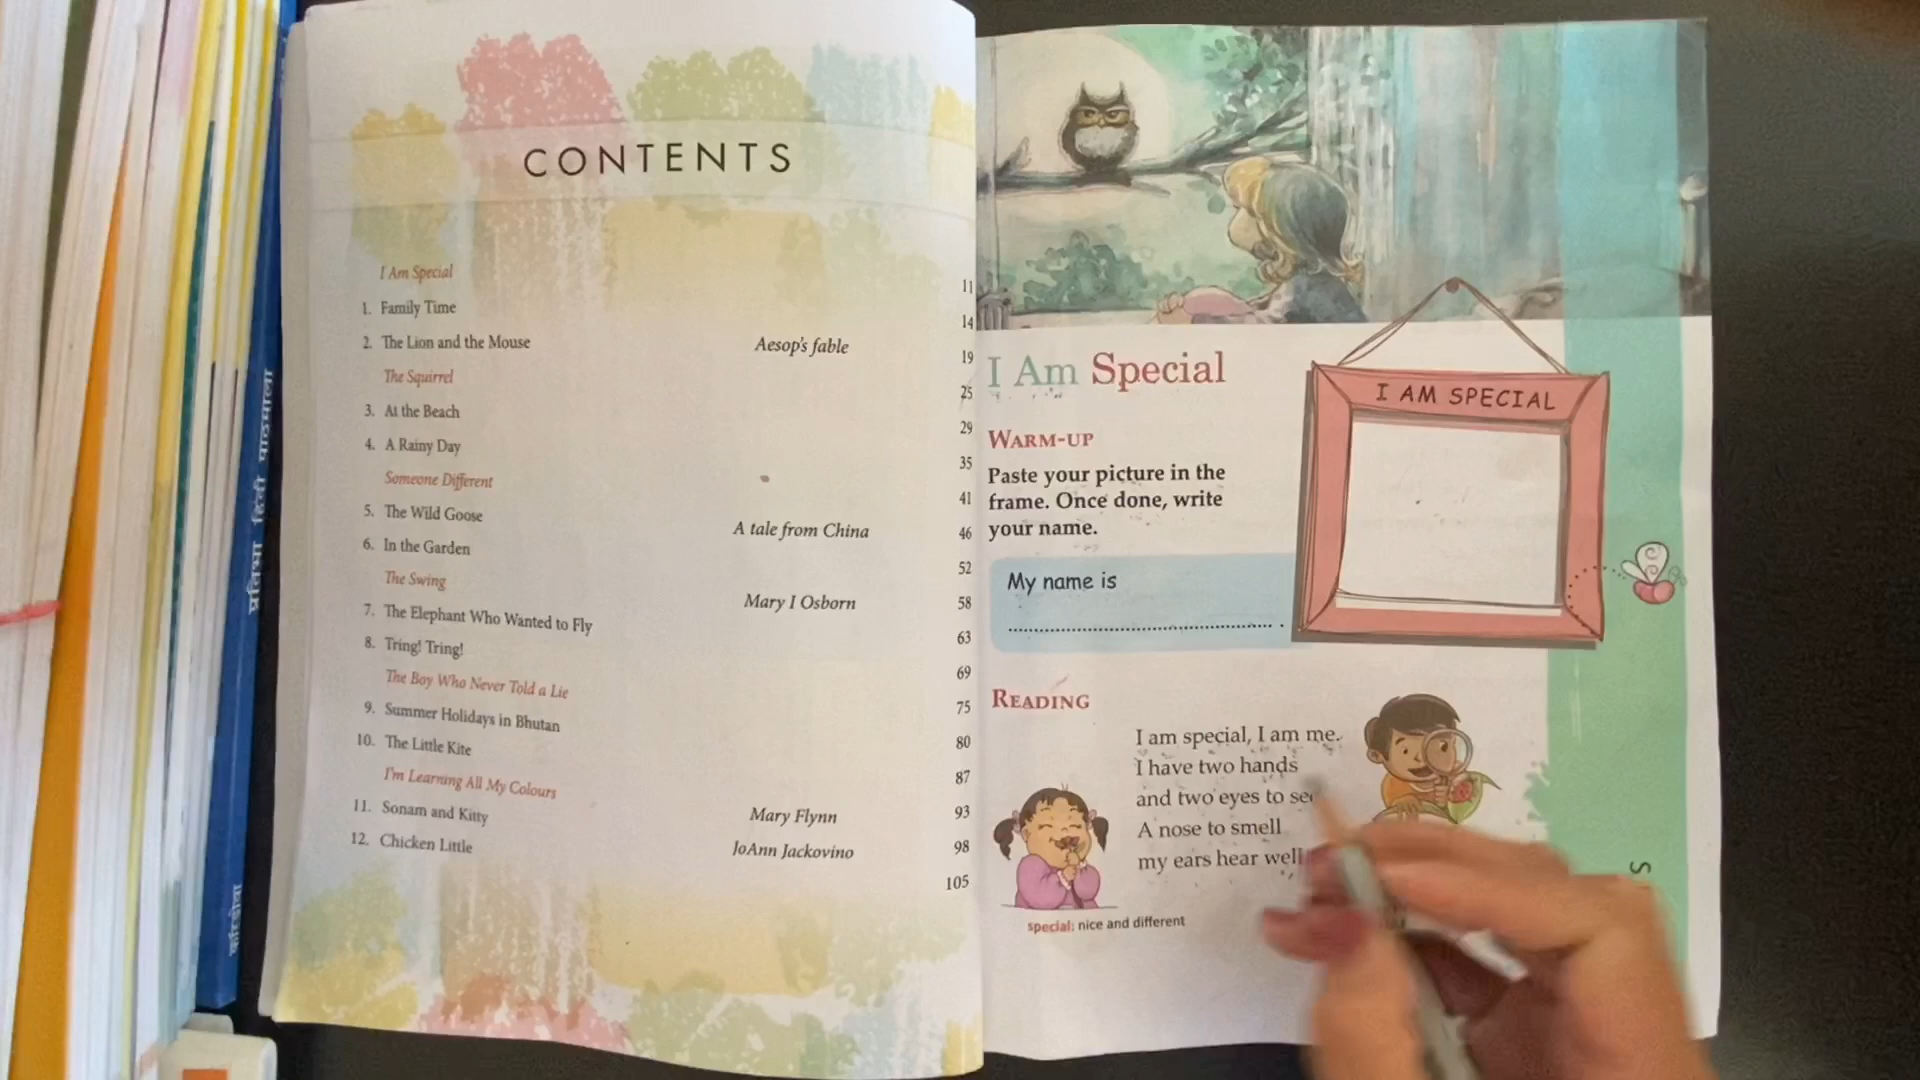 CONTENTS
I Am Special
11
1. Family Time
14
2. The Lion and the Mouse Aesop's fable
19
The Squirrel
25
3. At the Beach
29
4. A Rainy Day
35
Someone Different
41
5. The Wild Goose A tale from China
46
6. In the Garden
52
The Swing Mary I Osborn
58
7. The Elephant Who Wanted to Fly
63
8. Tring! Tring!
69
The Boy Who Never Told a Lie
75
9. Summer Holidays in Bhutan
80
10. The Little Kite
87
I'm Learning All My Colours Mary Flynn
93
11. Sonam and Kitty JoAnn Jackovino
98
12. Chicken Little
105
I Am Special
I AM SPECIAL
WARM-UP
Paste your picture in the
frame. Once done, write
your name.
My name is
READING
I am special, I am me.
I have two hands
and two eyes to see
A nose to smell
my ears hear well
special: nice and different
हिंदी पाठमाला